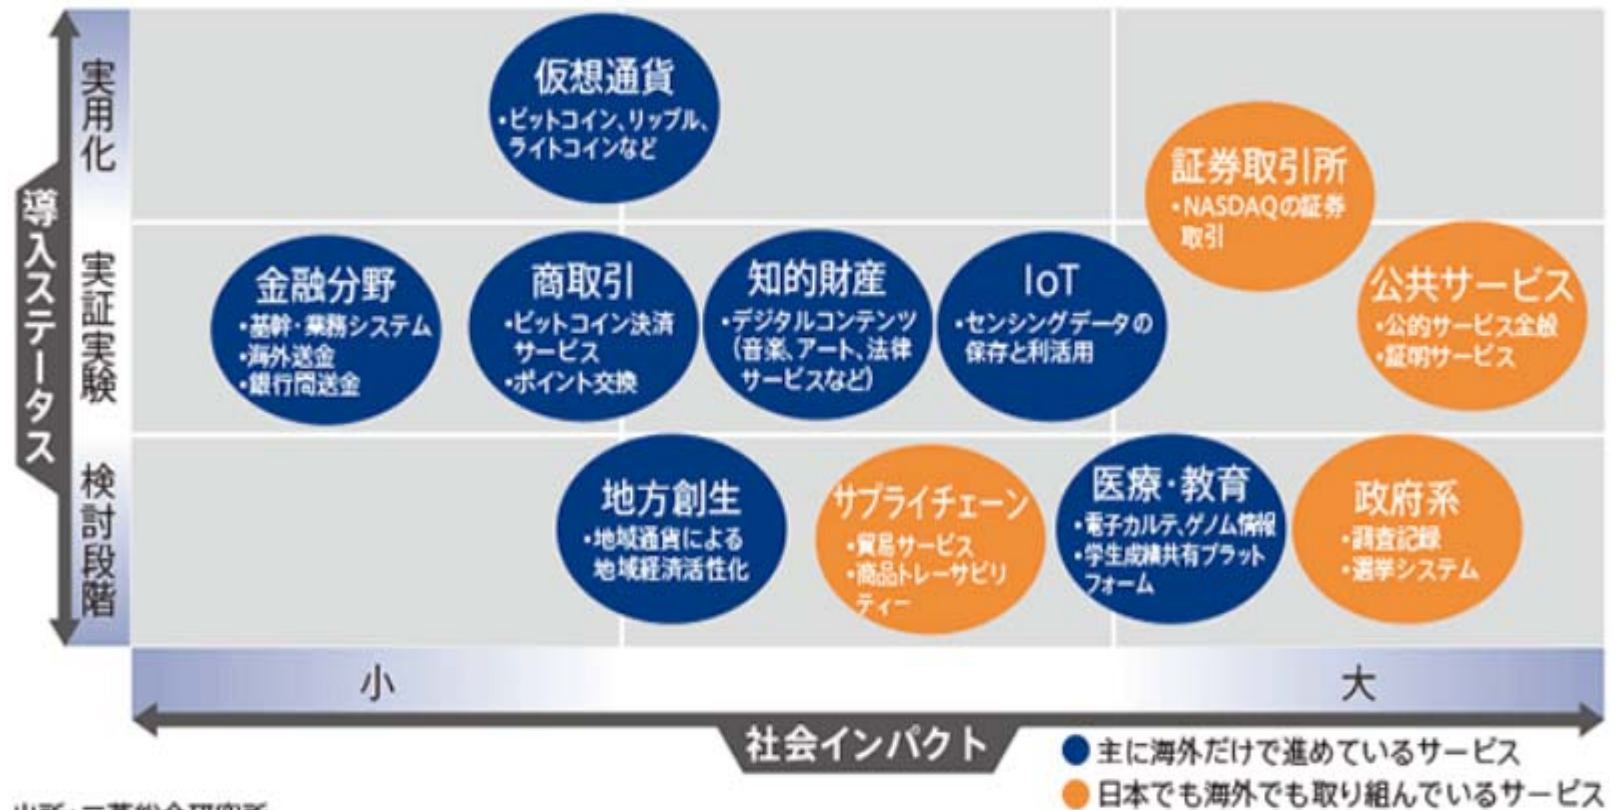 導入ステータス
実用化
実証実験
検討段階
仮想通貨
・ビットコイン、リップル、
ライトコインなど
証券取引所
・NASDAQの証券
取引
金融分野
・基幹・業務システム
・海外送金
・銀行間送金
商取引
・ビットコイン決済
サービス
・ポイント交換
知的財産
・デジタルコンテンツ
(音楽、アート、法律
サービスなど)
IoT
・センシングデータの
保存と利活用
公共サービス
・公的サービス全般
・証明サービス
地方創生
・地域通貨による
地域経済活性化
サプライチェーン
・貿易サービス
・商品トレーサビリ
ティー
医療・教育
・電子カルテ、ゲノム情報
・学生成績共有プラット
フォーム
政府系
・調査記録
・選挙システム
小
大
社会インパクト
主に海外だけで進めているサービス
日本でも海外でも取り組んでいるサービス